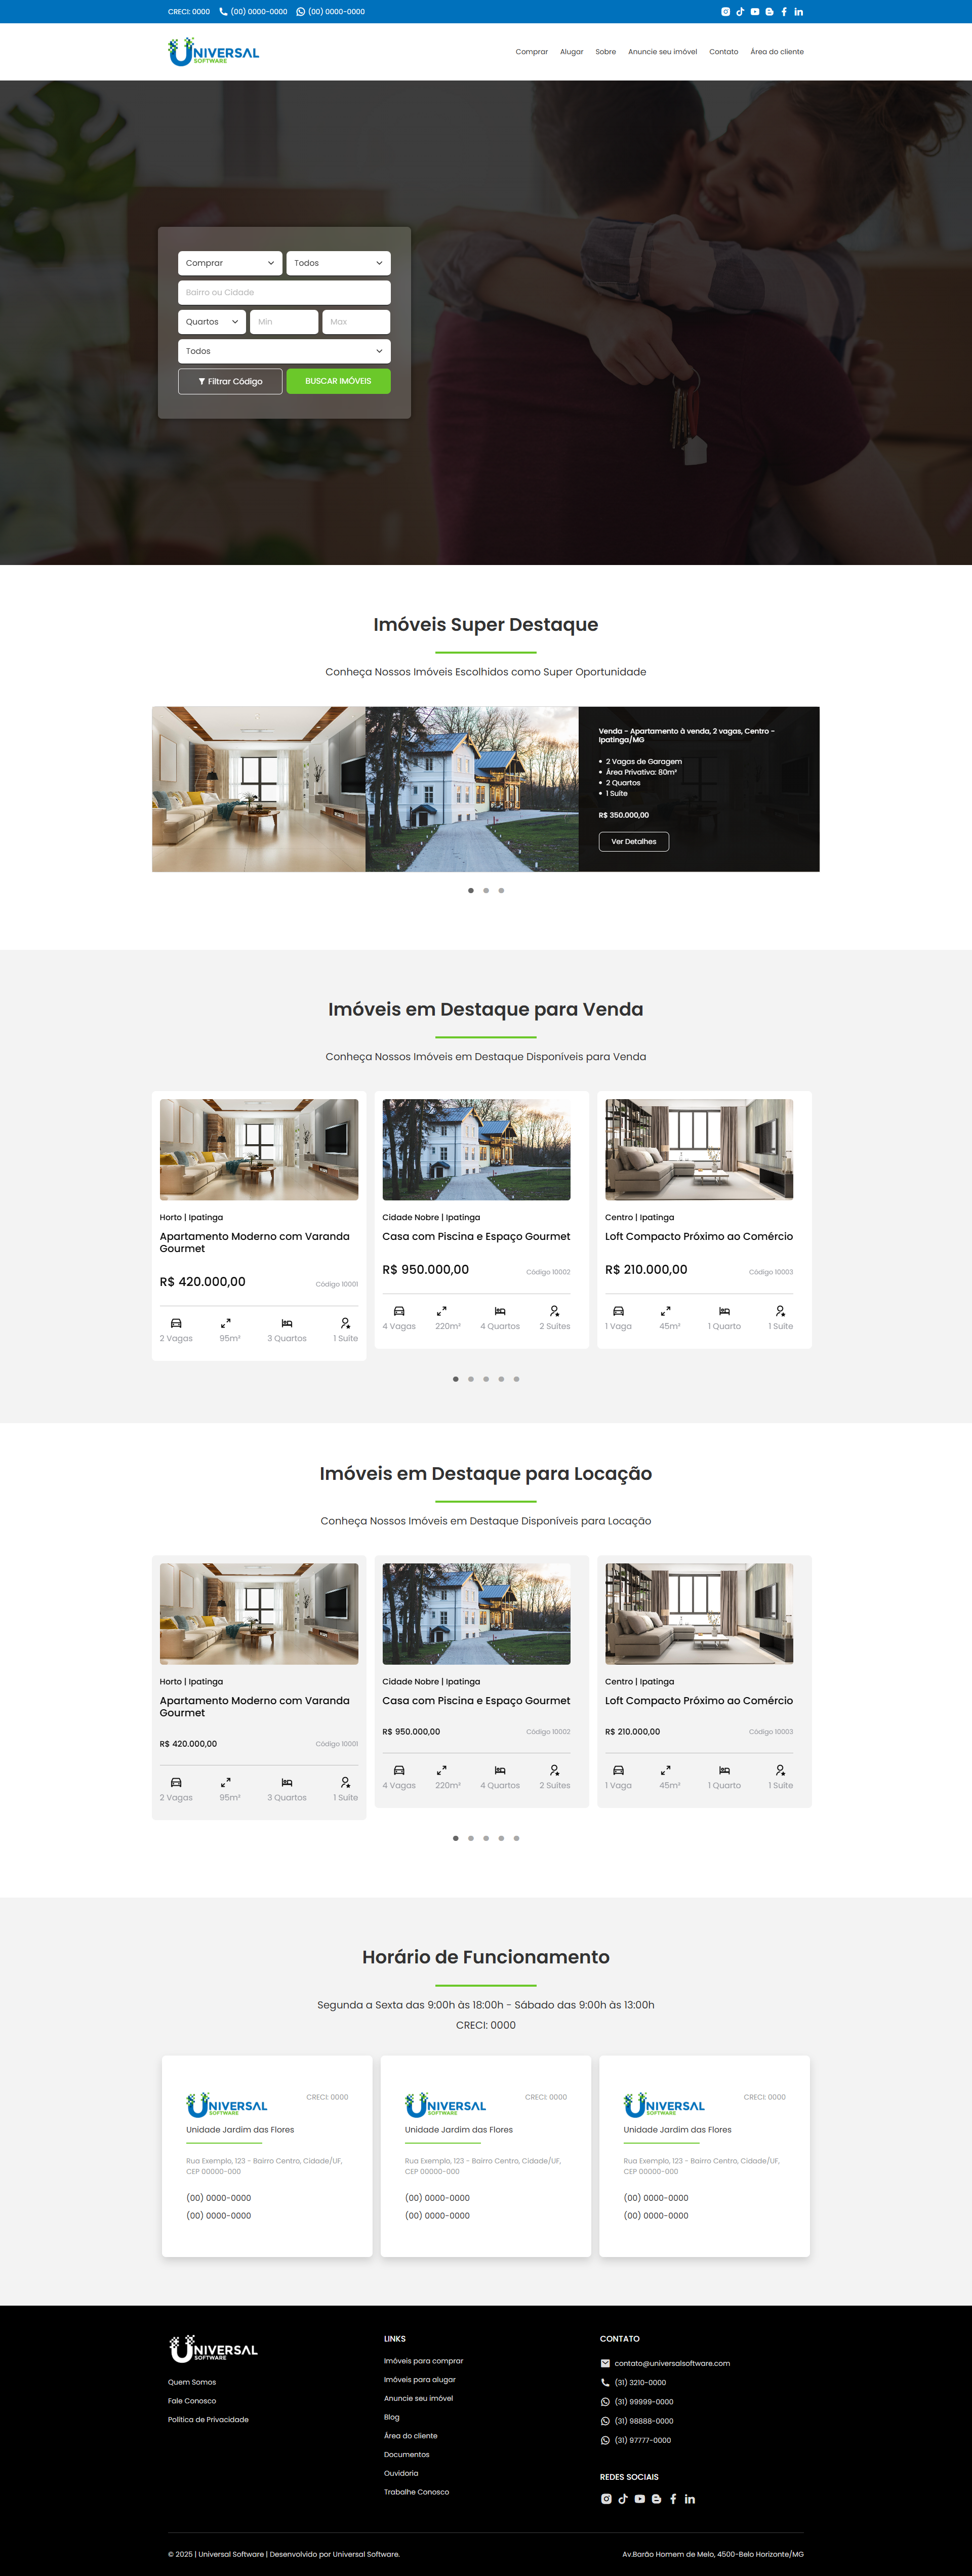 CRECI: 0000 (00) 0000-0000 (00) 0000-0000
UNIVERSAL
SOFTWARE
Comprar Alugar Sobre Anuncie seu imóvel Contato Área do cliente
Comprar Todos
Bairro ou Cidade
Quartos Min Max
Todos
Filtrar Código BUSCAR IMÓVEIS
Imóveis Super Destaque
Conheça Nossos Imóveis Escolhidos como Super Oportunidade
Venda - Apartamento à venda, 2 vagas, Centro -
Ipatinga/MG
• 2 Vagas de Garagem
• Área Privativa: 80m²
• 2 Quartos
• 1 Suíte
R$ 350.000,00
Ver Detalhes
Imóveis em Destaque para Venda
Conheça Nossos Imóveis em Destaque Disponíveis para Venda
Horto | Ipatinga
Apartamento Moderno com Varanda
Gourmet
R$ 420.000,00 Código 10001
2 Vagas 95m² 3 Quartos 1 Suíte
Cidade Nobre | Ipatinga
Casa com Piscina e Espaço Gourmet
R$ 950.000,00 Código 10002
4 Vagas 220m² 4 Quartos 2 Suítes
Centro | Ipatinga
Loft Compacto Próximo ao Comércio
R$ 210.000,00 Código 10003
1 Vaga 45m² 1 Quarto 1 Suíte
Imóveis em Destaque para Locação
Conheça Nossos Imóveis em Destaque Disponíveis para Locação
Horto | Ipatinga
Apartamento Moderno com Varanda
Gourmet
R$ 420.000,00 Código 10001
2 Vagas 95m² 3 Quartos 1 Suíte
Cidade Nobre | Ipatinga
Casa com Piscina e Espaço Gourmet
R$ 950.000,00 Código 10002
4 Vagas 220m² 4 Quartos 2 Suítes
Centro | Ipatinga
Loft Compacto Próximo ao Comércio
R$ 210.000,00 Código 10003
1 Vaga 45m² 1 Quarto 1 Suíte
Horário de Funcionamento
Segunda a Sexta das 9:00h às 18:00h - Sábado das 9:00h às 13:00h
CRECI: 0000
UNIVERSAL
SOFTWARE
CRECI: 0000
Unidade Jardim das Flores
Rua Exemplo, 123 - Bairro Centro, Cidade/UF,
CEP 00000-000
(00) 0000-0000
(00) 0000-0000
UNIVERSAL
SOFTWARE
CRECI: 0000
Unidade Jardim das Flores
Rua Exemplo, 123 - Bairro Centro, Cidade/UF,
CEP 00000-000
(00) 0000-0000
(00) 0000-0000
UNIVERSAL
SOFTWARE
CRECI: 0000
Unidade Jardim das Flores
Rua Exemplo, 123 - Bairro Centro, Cidade/UF,
CEP 00000-000
(00) 0000-0000
(00) 0000-0000
UNIVERSAL
SOFTWARE
Quem Somos
Fale Conosco
Política de Privacidade
LINKS
Imóveis para comprar
Imóveis para alugar
Anuncie seu imóvel
Blog
Área do cliente
Documentos
Ouvidoria
Trabalhe Conosco
CONTATO
contato@universalsoftware.com
(31) 3210-0000
(31) 99999-0000
(31) 98888-0000
(31) 97777-0000
REDES SOCIAIS
© 2025 | Universal Software | Desenvolvido por Universal Software.
Av.Barão Homem de Melo, 4500-Belo Horizonte/MG